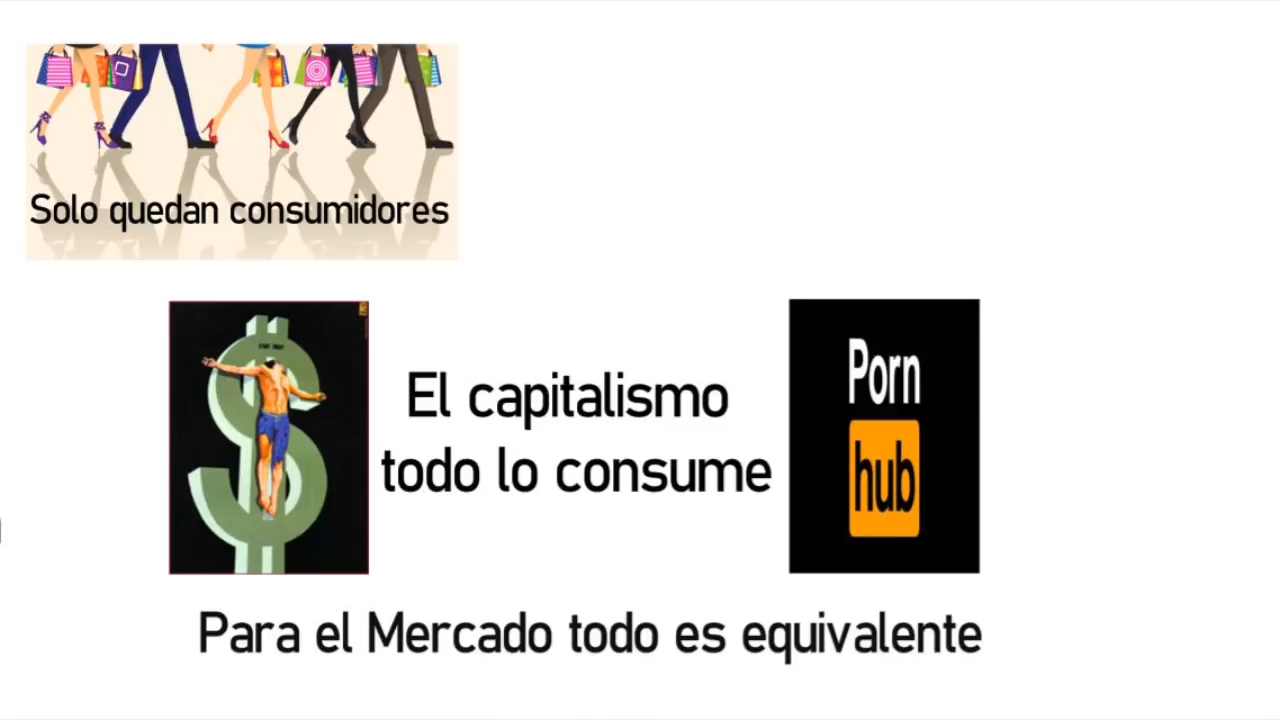 Solo quedan consumidores
El capitalismo
todo lo consume
Porn
hub
Para el Mercado todo es equivalente